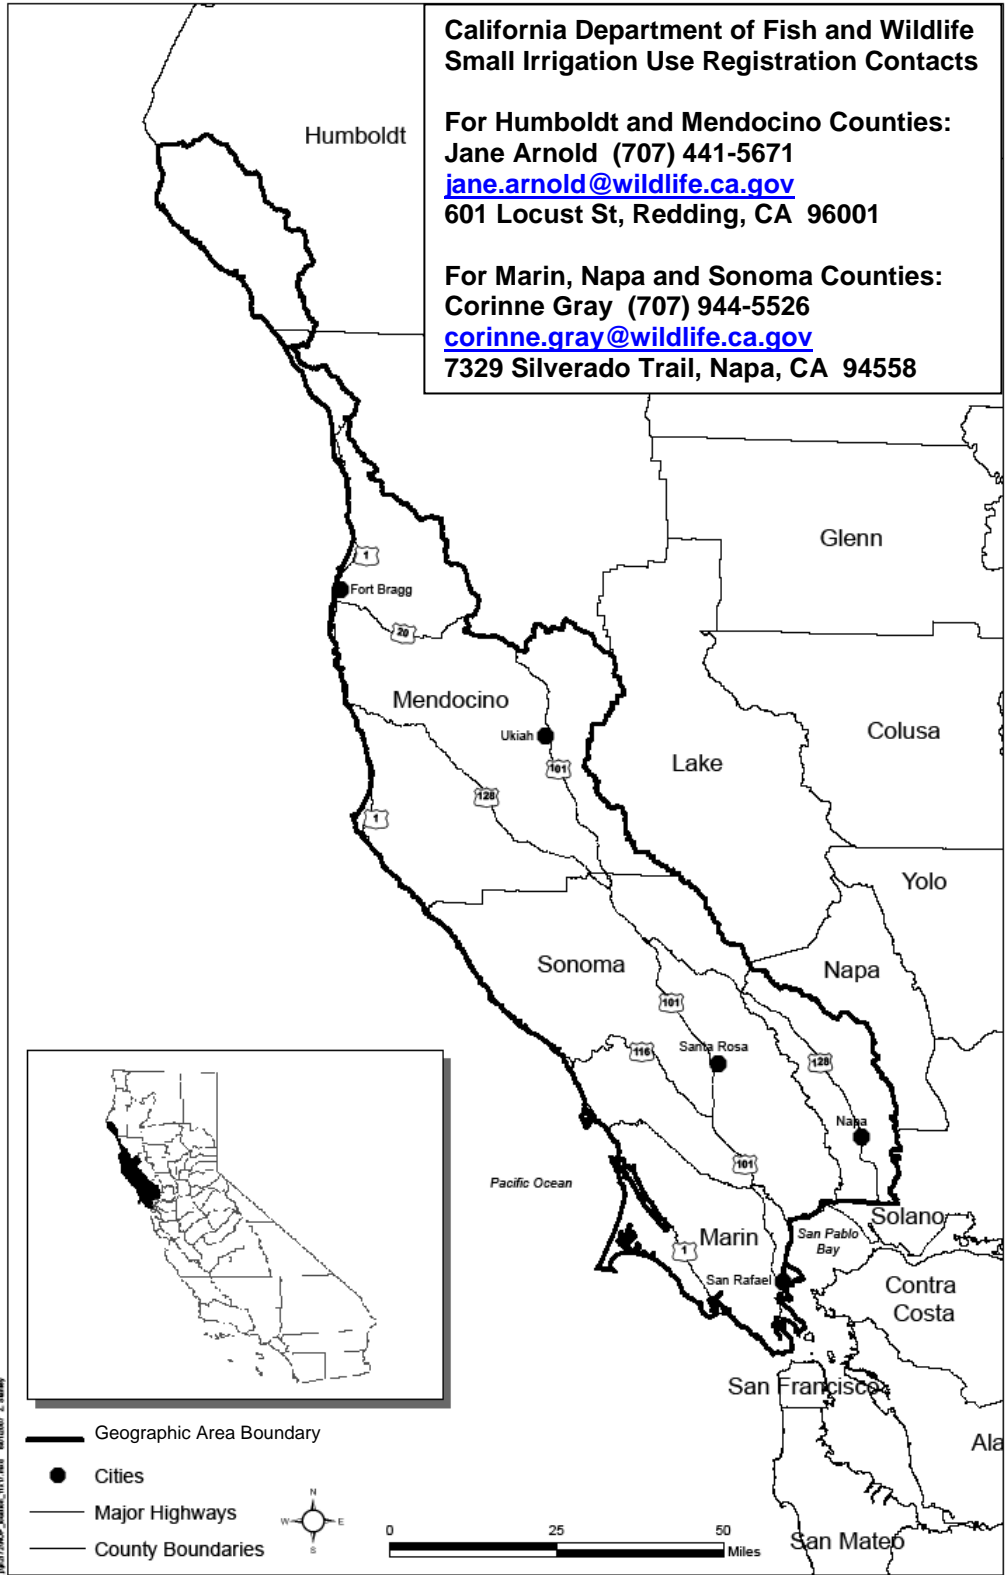 California Department of Fish and Wildlife
Small Irrigation Use Registration Contacts
For Humboldt and Mendocino Counties:
Jane Arnold (707) 441-5671
jane.arnold@wildlife.ca.gov
601 Locust St, Redding, CA 96001
For Marin, Napa and Sonoma Counties:
Corinne Gray (707) 944-5526
corinne.gray@wildlife.ca.gov
7329 Silverado Trail, Napa, CA 94558
Humboldt
Glenn
1
Fort Bragg
20
Mendocino
Ukiah
101
Lake
Colusa
128
1
Yolo
Sonoma
Napa
101
116
Santa Rosa
128
Napa
101
Pacific Ocean
Solano
Marin
San Pablo
Bay
1
San Rafael
Contra
Costa
San Francisco
Ala
San Mateo
Geographic Area Boundary
Cities
Major Highways
County Boundaries
N
W
E
S
0
25
50
Miles